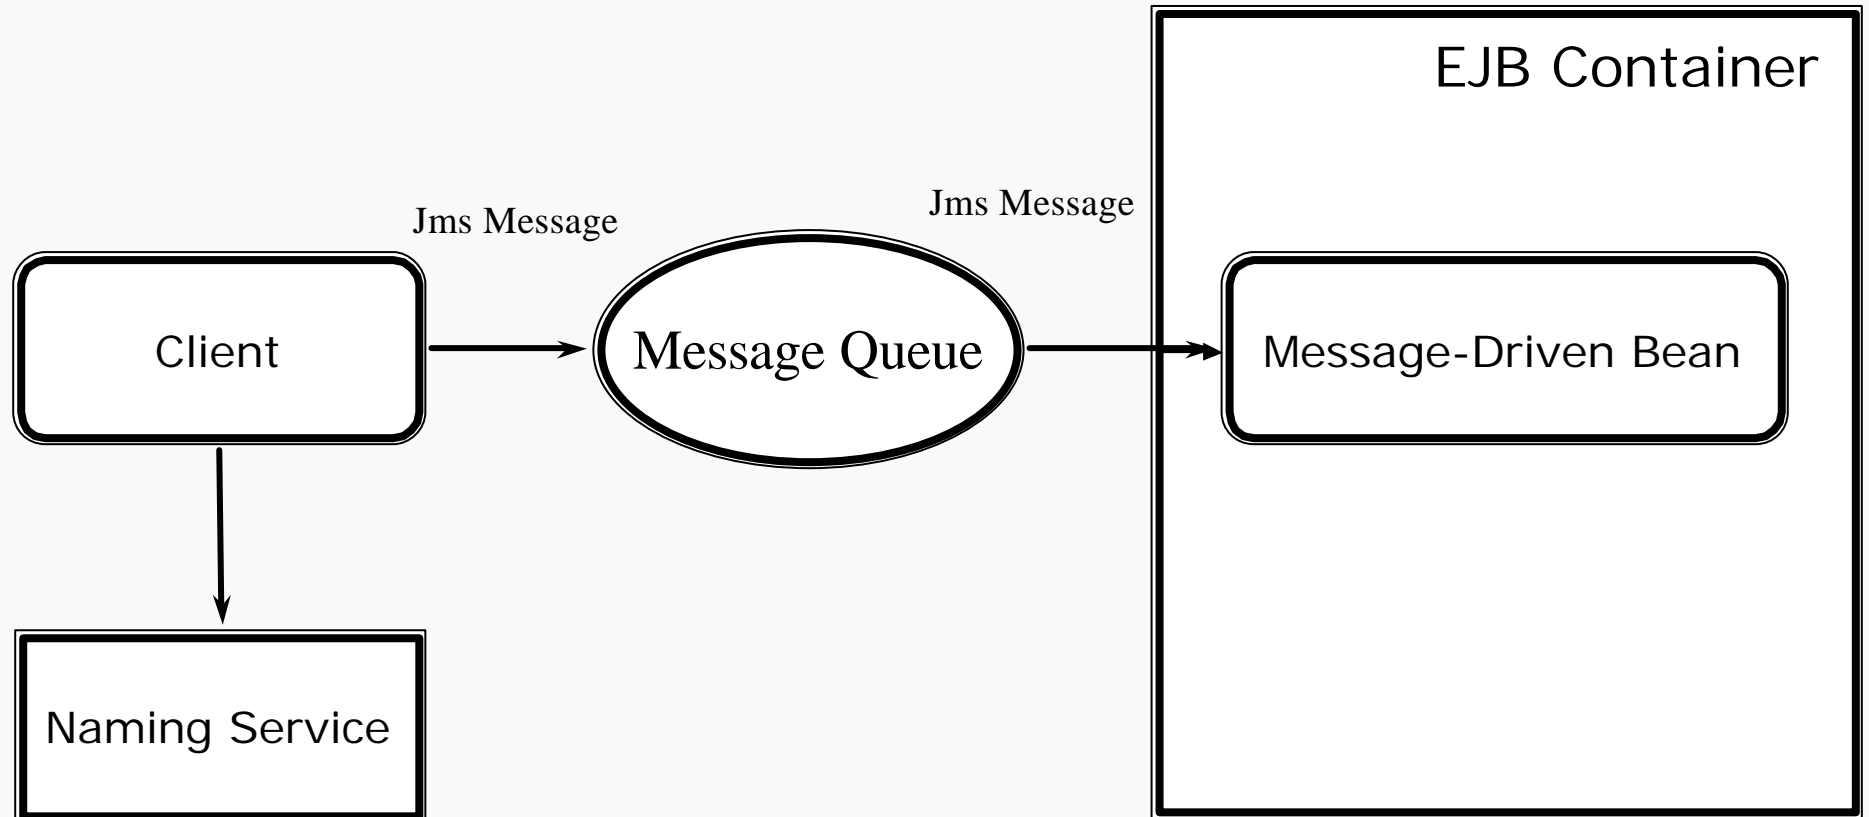 EJB Container
Jms Message
Jms Message
Client
Message Queue
Message-Driven Bean
Naming Service